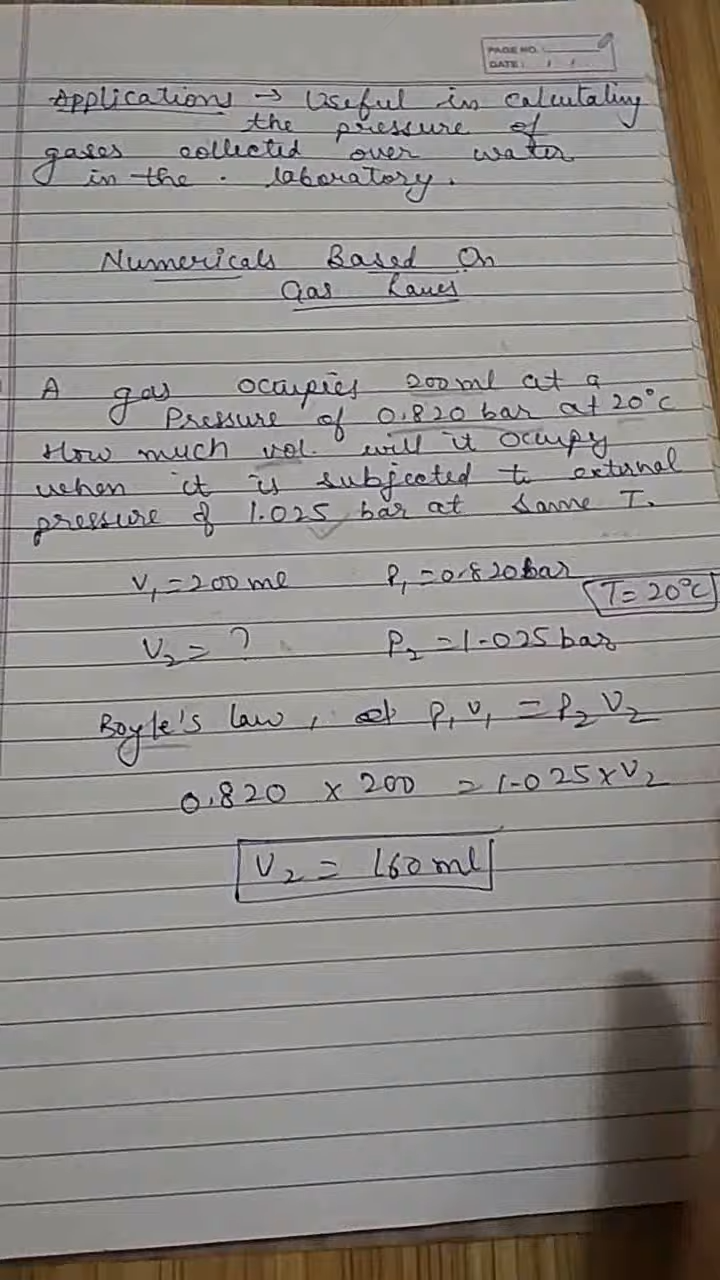 PAGE NO.
DATE: / /
Applications → Useful in calculating
the pressure of
gases collected over water
in the . laboratory.
Numericals Based On
Gas Laws
A gas occupies 200 ml at a
Pressure of 0.820 bar at 20°C
How much vol. will it occupy
when it is subjected to external
pressure of 1.025 bar at same T.
V₁ = 200 ml P₁ = 0.820 bar
T = 20°C
V₂ = ? P₂ = 1.025 bar
Boyle's law, P₁V₁ = P₂V₂
0.820 × 200 = 1.025 × V₂
V₂ = 160 ml